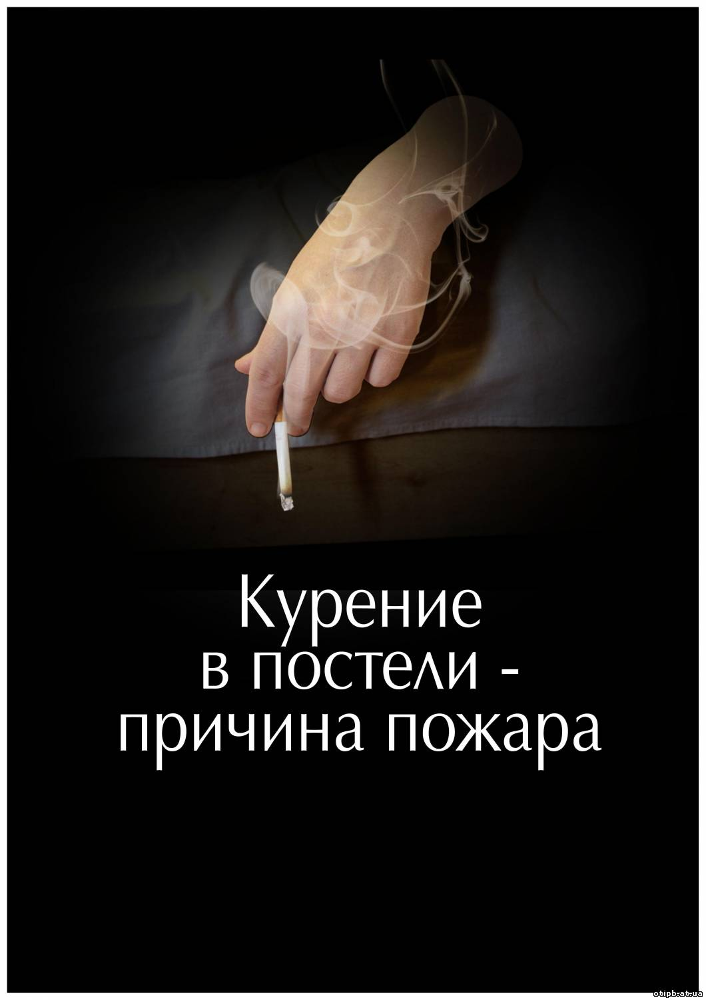 Курение
в постели -
причина пожара
otipb.at.ua